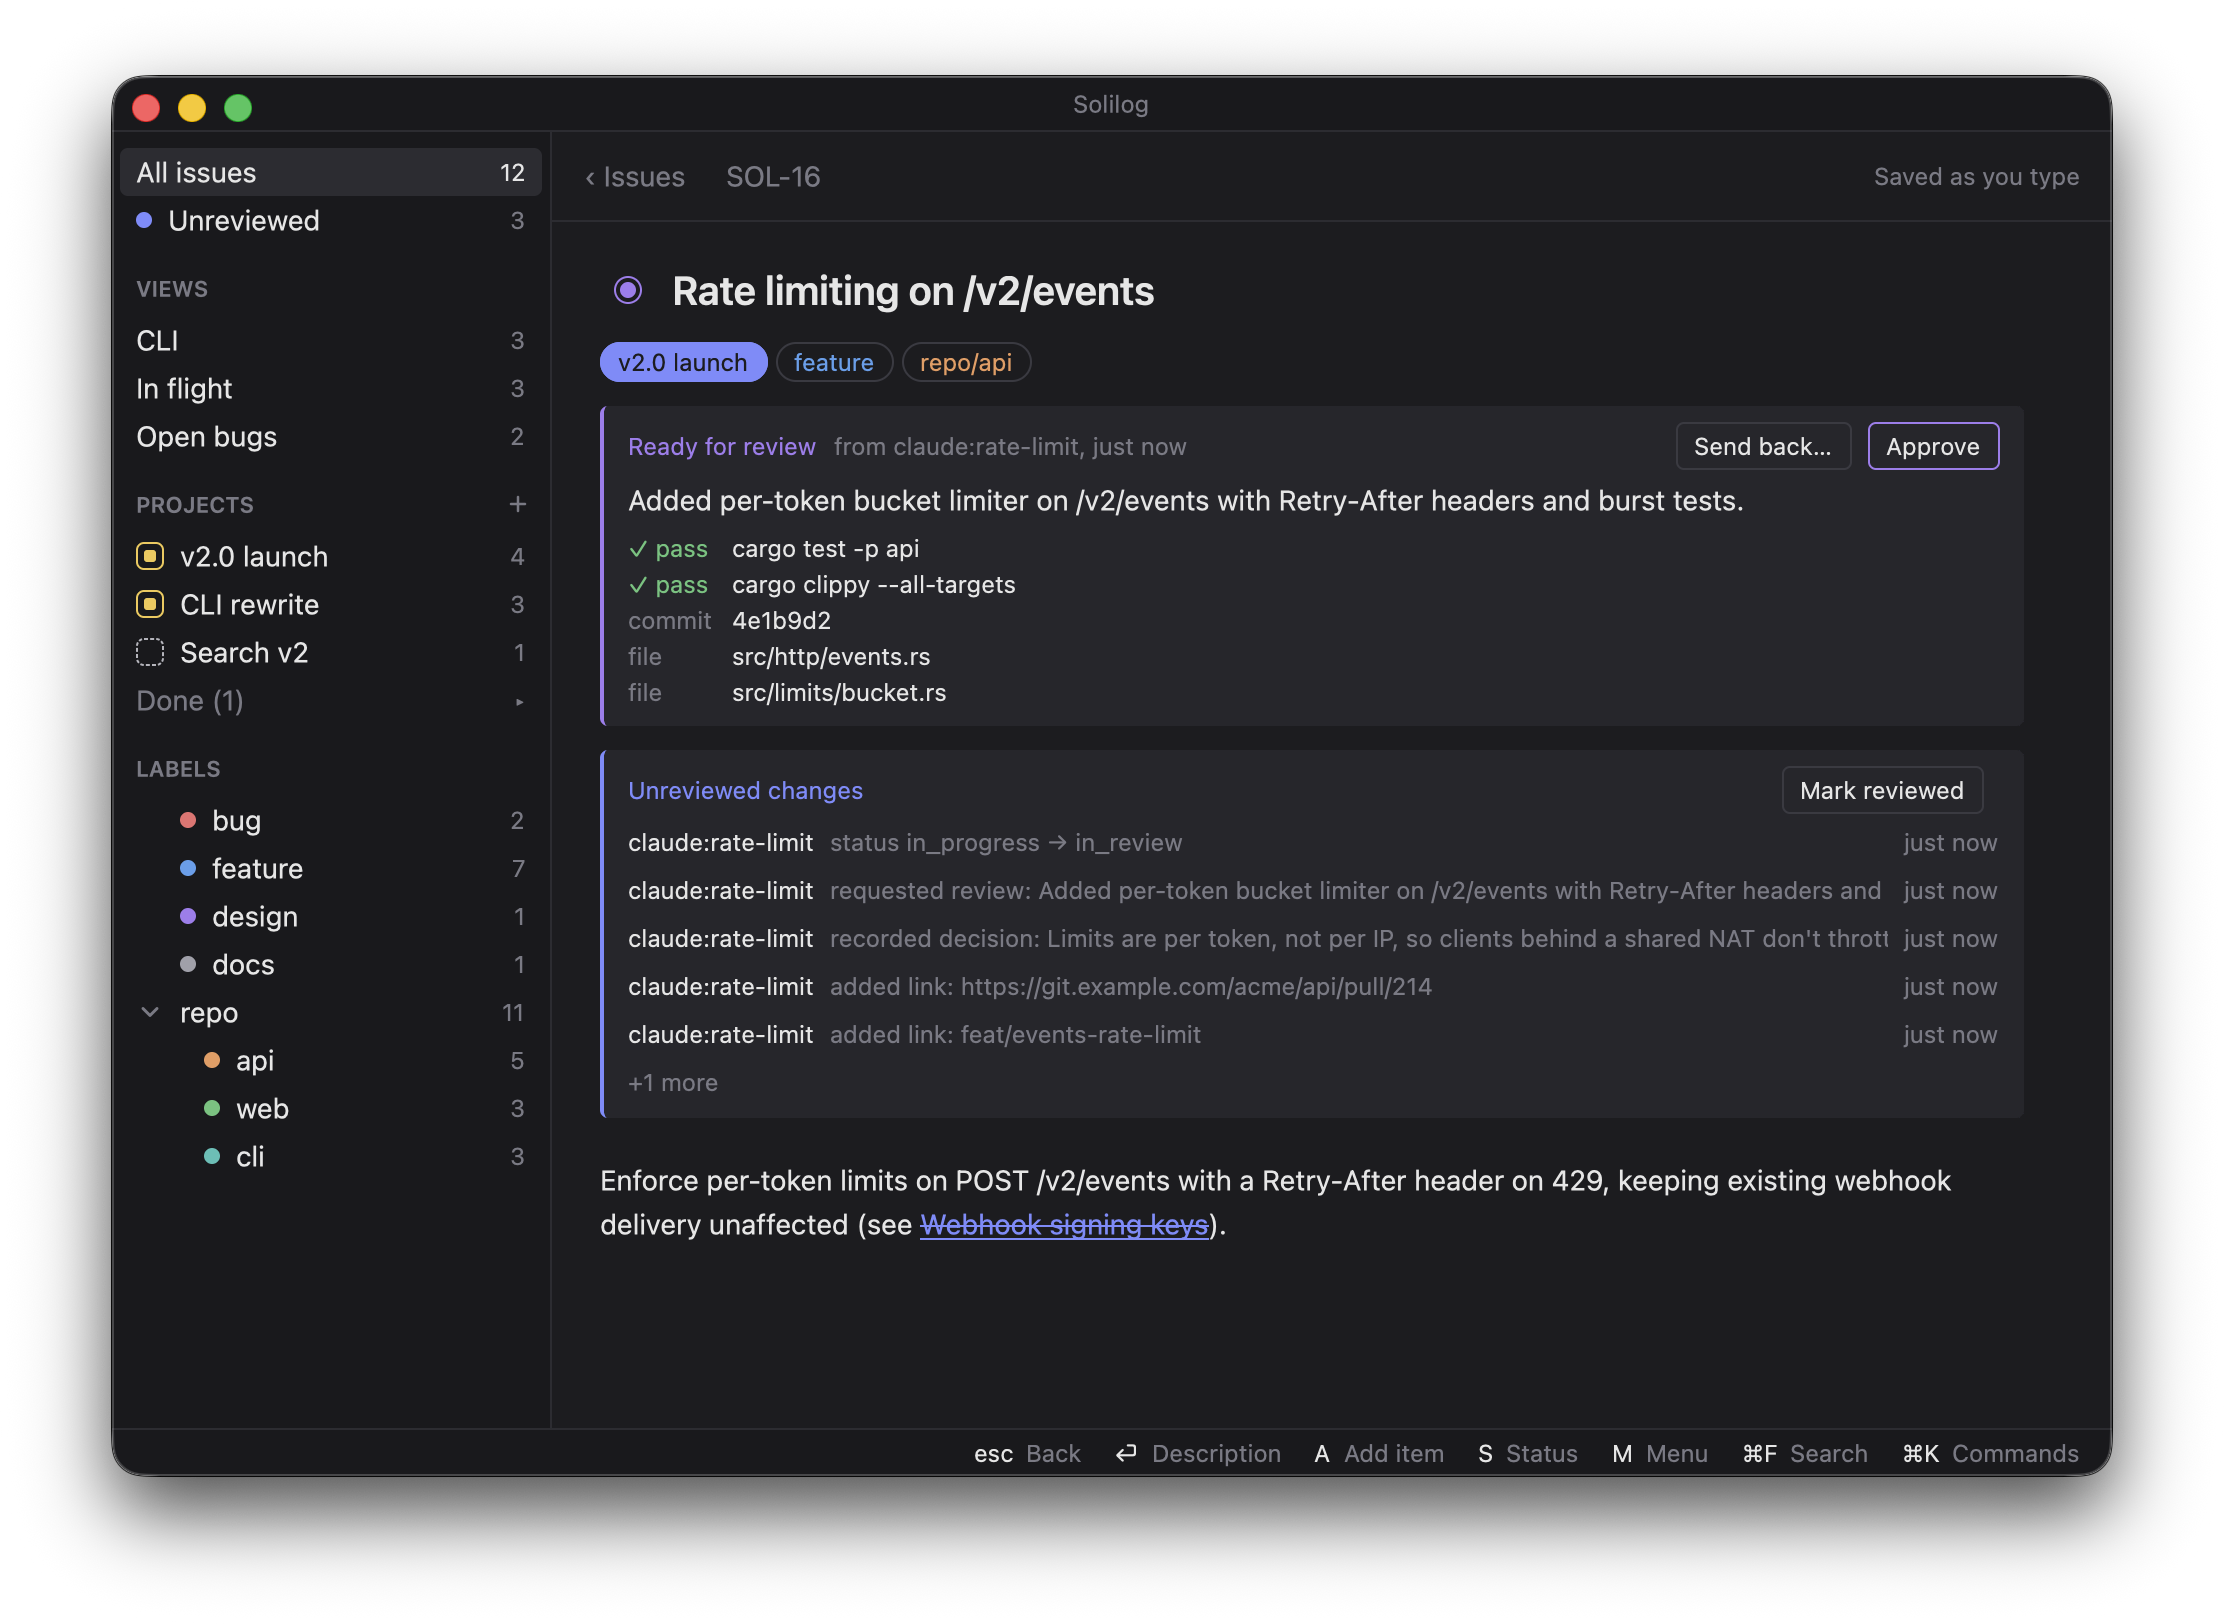 Solilog
All issues 12
Unreviewed 3
VIEWS
CLI 3
In flight 3
Open bugs 2
PROJECTS +
v2.0 launch 4
CLI rewrite 3
Search v2 1
Done (1)
LABELS
bug 2
feature 7
design 1
docs 1
repo 11
api 5
web 3
cli 3
‹ Issues SOL-16 Saved as you type
Rate limiting on /v2/events
v2.0 launch feature repo/api
Ready for review from claude:rate-limit, just now Send back... Approve
Added per-token bucket limiter on /v2/events with Retry-After headers and burst tests.
✓ pass cargo test -p api
✓ pass cargo clippy --all-targets
commit 4e1b9d2
file src/http/events.rs
file src/limits/bucket.rs
Unreviewed changes Mark reviewed
claude:rate-limit status in_progress → in_review just now
claude:rate-limit requested review: Added per-token bucket limiter on /v2/events with Retry-After headers and just now
claude:rate-limit recorded decision: Limits are per token, not per IP, so clients behind a shared NAT don't thrott just now
claude:rate-limit added link: https://git.example.com/acme/api/pull/214 just now
claude:rate-limit added link: feat/events-rate-limit just now
+1 more
Enforce per-token limits on POST /v2/events with a Retry-After header on 429, keeping existing webhook
delivery unaffected (see Webhook signing keys).
esc Back ↩ Description A Add item S Status M Menu ⌘F Search ⌘K Commands